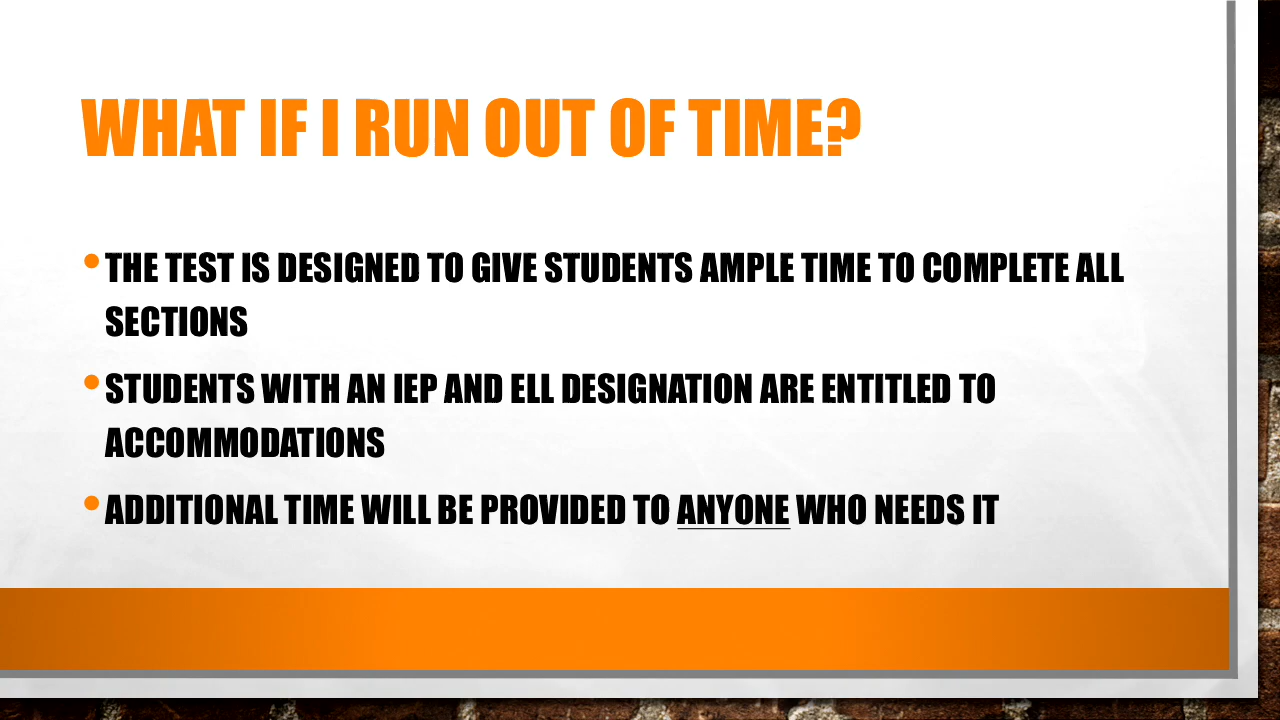 WHAT IF I RUN OUT OF TIME?
• THE TEST IS DESIGNED TO GIVE STUDENTS AMPLE TIME TO COMPLETE ALL
SECTIONS
• STUDENTS WITH AN IEP AND ELL DESIGNATION ARE ENTITLED TO
ACCOMMODATIONS
• ADDITIONAL TIME WILL BE PROVIDED TO ANYONE WHO NEEDS IT